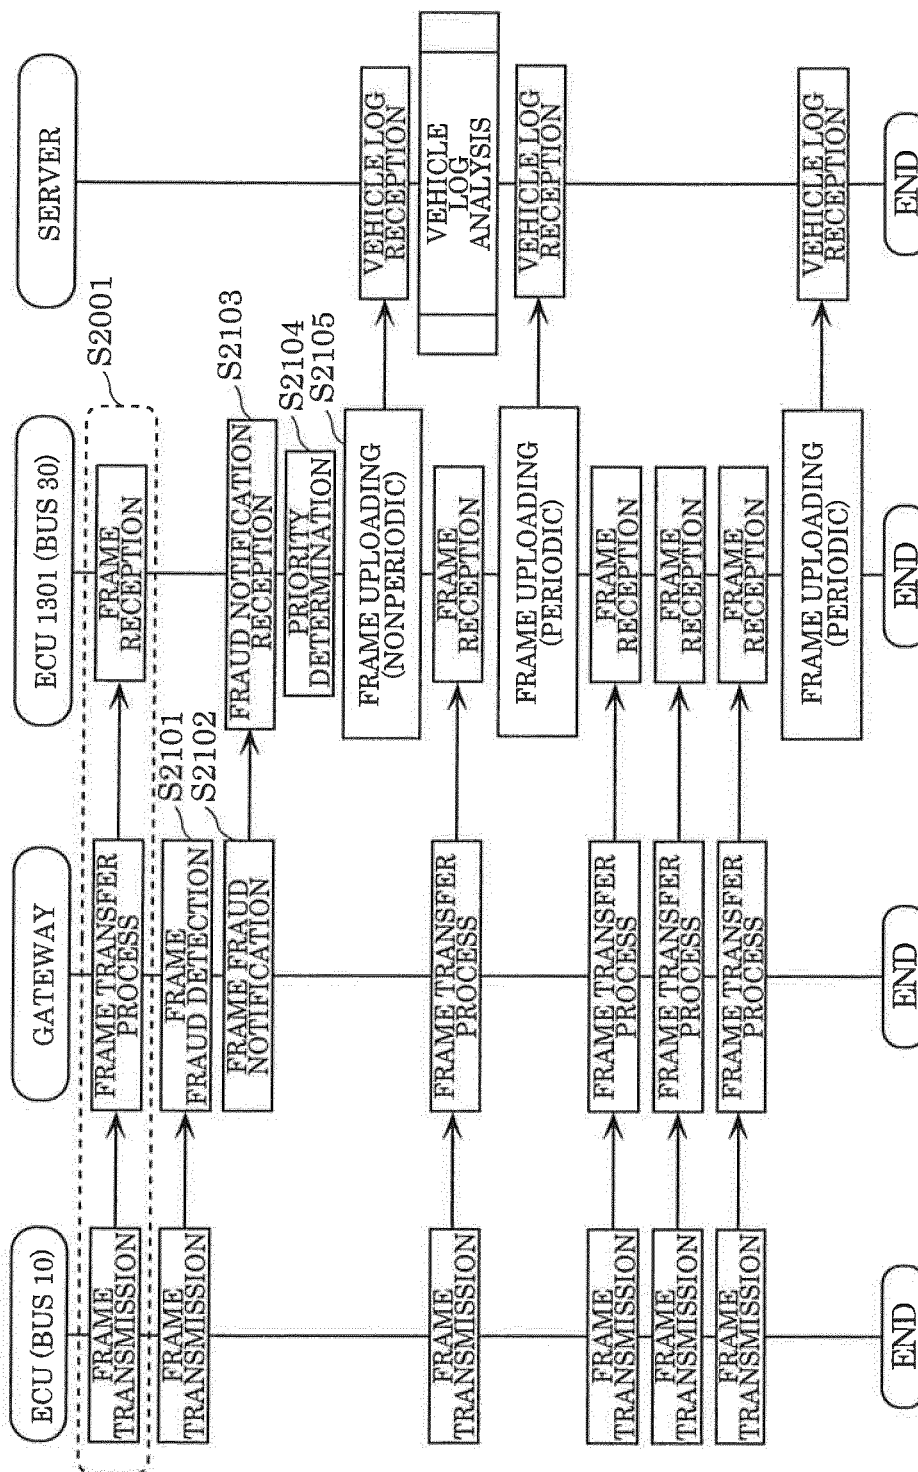 ECU (BUS 10)
GATEWAY
ECU 1301 (BUS 30)
SERVER
S2001
FRAME
TRANSMISSION
FRAME TRANSFER
PROCESS
FRAME
RECEPTION
FRAME
TRANSMISSION
FRAME
FRAUD DETECTION
S2101
FRAME FRAUD
NOTIFICATION
S2102
FRAUD NOTIFICATION
RECEPTION
S2103
PRIORITY
DETERMINATION
S2104
FRAME UPLOADING
(NONPERIODIC)
S2105
VEHICLE LOG
RECEPTION
VEHICLE
LOG
ANALYSIS
FRAME
TRANSMISSION
FRAME TRANSFER
PROCESS
FRAME
RECEPTION
FRAME UPLOADING
(PERIODIC)
VEHICLE LOG
RECEPTION
FRAME
TRANSMISSION
FRAME TRANSFER
PROCESS
FRAME
RECEPTION
FRAME
TRANSMISSION
FRAME TRANSFER
PROCESS
FRAME
RECEPTION
FRAME
TRANSMISSION
FRAME TRANSFER
PROCESS
FRAME
RECEPTION
FRAME UPLOADING
(PERIODIC)
VEHICLE LOG
RECEPTION
END
END
END
END